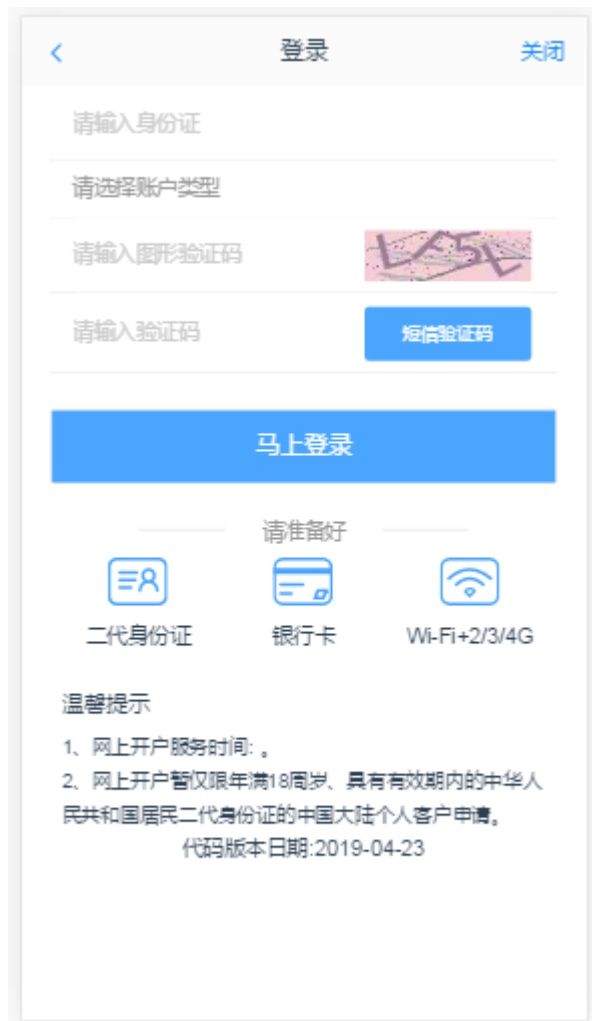 登录
关闭
请输入身份证
请选择账户类型
请输入图形验证码
请输入验证码
短信验证码
马上登录
请准备好
二代身份证
银行卡
Wi-Fi+2/3/4G
温馨提示
1、网上开户服务时间: 。
2、网上开户暂仅限年满18周岁、具有有效期内的中华人
民共和国居民二代身份证的中国大陆个人客户申请。
代码版本日期:2019-04-23